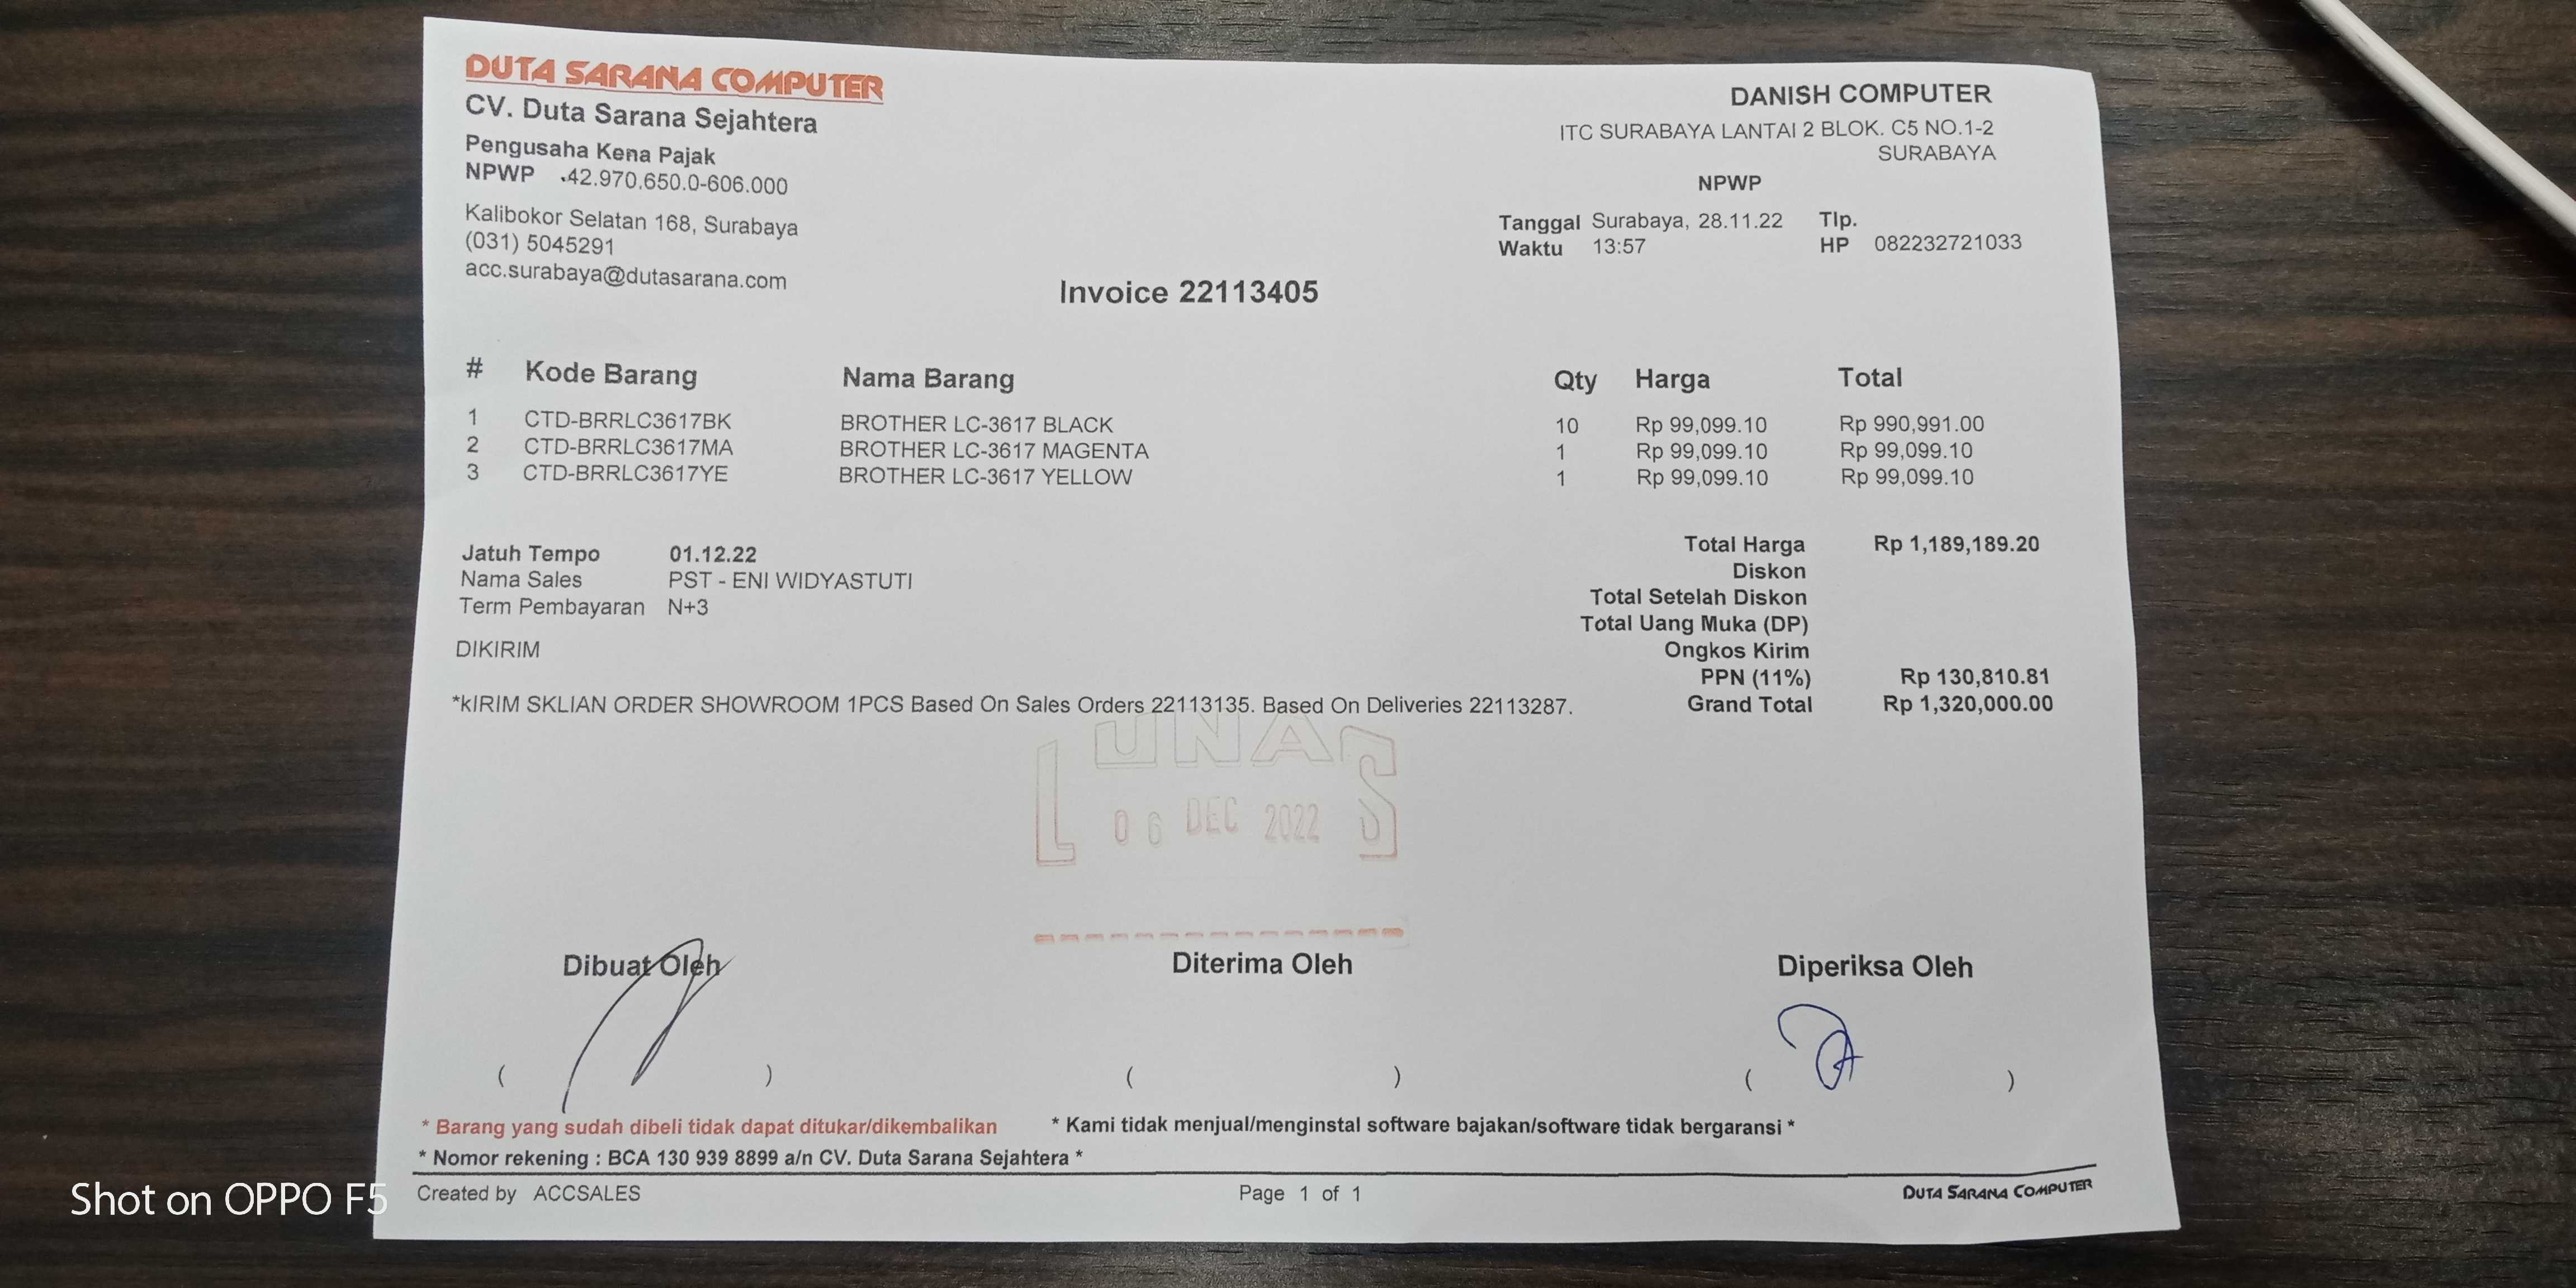 DUTA SARANA COMPUTER
CV. Duta Sarana Sejahtera
Pengusaha Kena Pajak
NPWP .42.970.650.0-606.000
Kalibokor Selatan 168, Surabaya
(031) 5045291
acc.surabaya@dutasarana.com
DANISH COMPUTER
ITC SURABAYA LANTAI 2 BLOK. C5 NO.1-2
SURABAYA
NPWP
Tanggal Surabaya, 28.11.22 Tlp.
Waktu 13:57 HP 082232721033
Invoice 22113405
# Kode Barang Nama Barang Qty Harga Total
1 CTD-BRRLC3617BK BROTHER LC-3617 BLACK 10 Rp 99,099.10 Rp 990,991.00
2 CTD-BRRLC3617MA BROTHER LC-3617 MAGENTA 1 Rp 99,099.10 Rp 99,099.10
3 CTD-BRRLC3617YE BROTHER LC-3617 YELLOW 1 Rp 99,099.10 Rp 99,099.10
Jatuh Tempo 01.12.22
Nama Sales PST - ENI WIDYASTUTI
Term Pembayaran N+3
DIKIRIM
*kIRIM SKLIAN ORDER SHOWROOM 1PCS Based On Sales Orders 22113135. Based On Deliveries 22113287.
Total Harga Rp 1,189,189.20
Diskon
Total Setelah Diskon
Total Uang Muka (DP)
Ongkos Kirim
PPN (11%) Rp 130,810.81
Grand Total Rp 1,320,000.00
LUNAS
06 DEC 2022
Dibuat Oleh Diterima Oleh Diperiksa Oleh
( ) ( ) ( )
* Barang yang sudah dibeli tidak dapat ditukar/dikembalikan * Kami tidak menjual/menginstal software bajakan/software tidak bergaransi *
* Nomor rekening : BCA 130 939 8899 a/n CV. Duta Sarana Sejahtera *
Created by ACCSALES Page 1 of 1 DUTA SARANA COMPUTER
Shot on OPPO F5